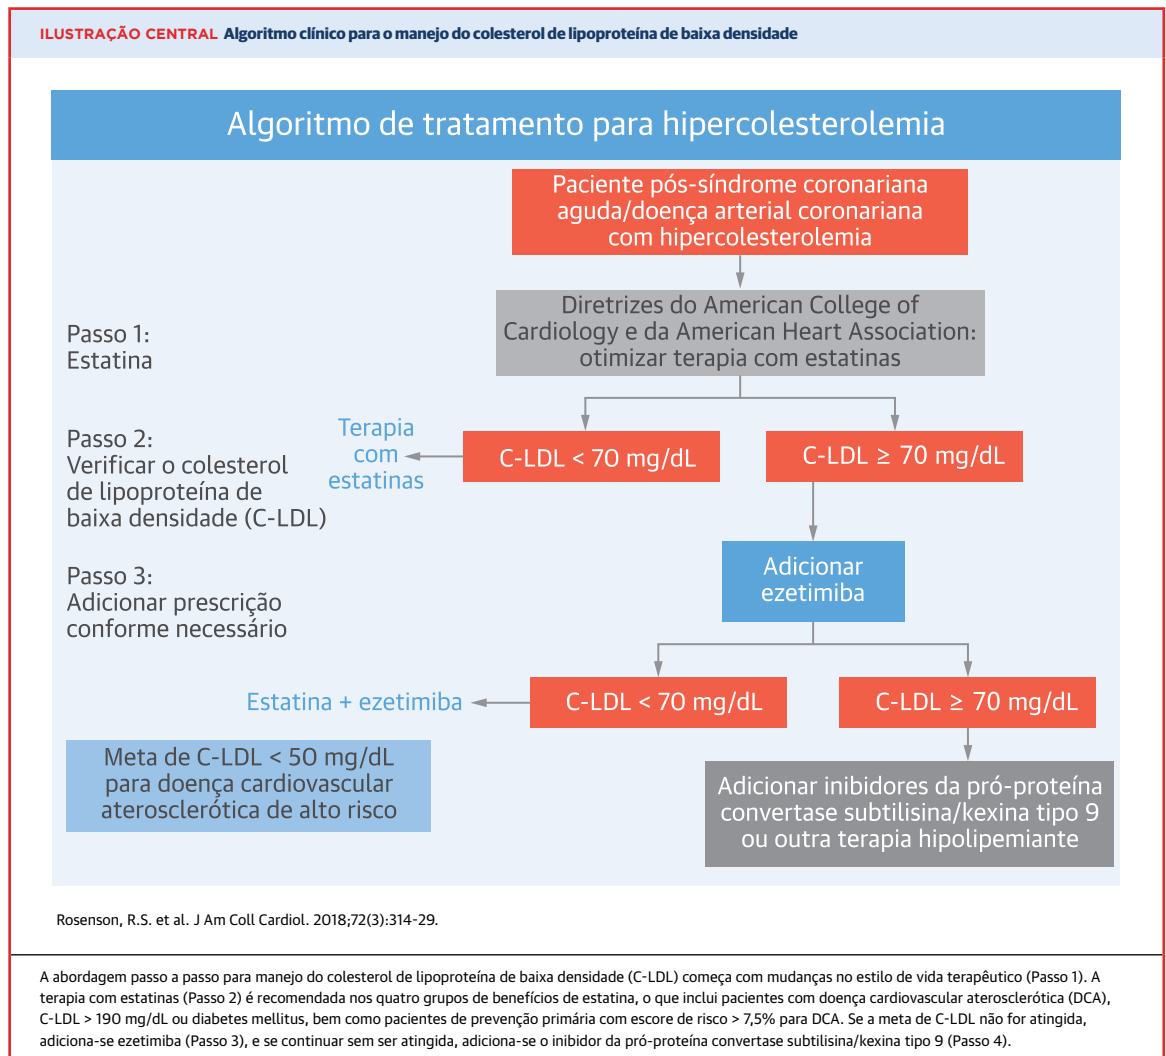 ILUSTRAÇÃO CENTRAL Algoritmo clínico para o manejo do colesterol de lipoproteína de baixa densidade
Algoritmo de tratamento para hipercolesterolemia
Paciente pós-síndrome coronariana
aguda/doença arterial coronariana
com hipercolesterolemia
Passo 1:
Estatina
Diretrizes do American College of
Cardiology e da American Heart Association:
otimizar terapia com estatinas
Passo 2:
Verificar o colesterol
de lipoproteína de
baixa densidade (C-LDL)
Terapia
com
estatinas
C-LDL < 70 mg/dL
C-LDL ≥ 70 mg/dL
Passo 3:
Adicionar prescrição
conforme necessário
Adicionar
ezetimiba
Estatina + ezetimiba
C-LDL < 70 mg/dL
C-LDL ≥ 70 mg/dL
Meta de C-LDL < 50 mg/dL
para doença cardiovascular
aterosclerótica de alto risco
Adicionar inibidores da pró-proteína
convertase subtilisina/kexina tipo 9
ou outra terapia hipolipemiante
Rosenson, R.S. et al. J Am Coll Cardiol. 2018;72(3):314-29.
A abordagem passo a passo para manejo do colesterol de lipoproteína de baixa densidade (C-LDL) começa com mudanças no estilo de vida terapêutico (Passo 1). A
terapia com estatinas (Passo 2) é recomendada nos quatro grupos de benefícios de estatina, o que inclui pacientes com doença cardiovascular aterosclerótica (DCA),
C-LDL > 190 mg/dL ou diabetes mellitus, bem como pacientes de prevenção primária com escore de risco > 7,5% para DCA. Se a meta de C-LDL não for atingida,
adiciona-se ezetimiba (Passo 3), e se continuar sem ser atingida, adiciona-se o inibidor da pró-proteína convertase subtilisina/kexina tipo 9 (Passo 4).